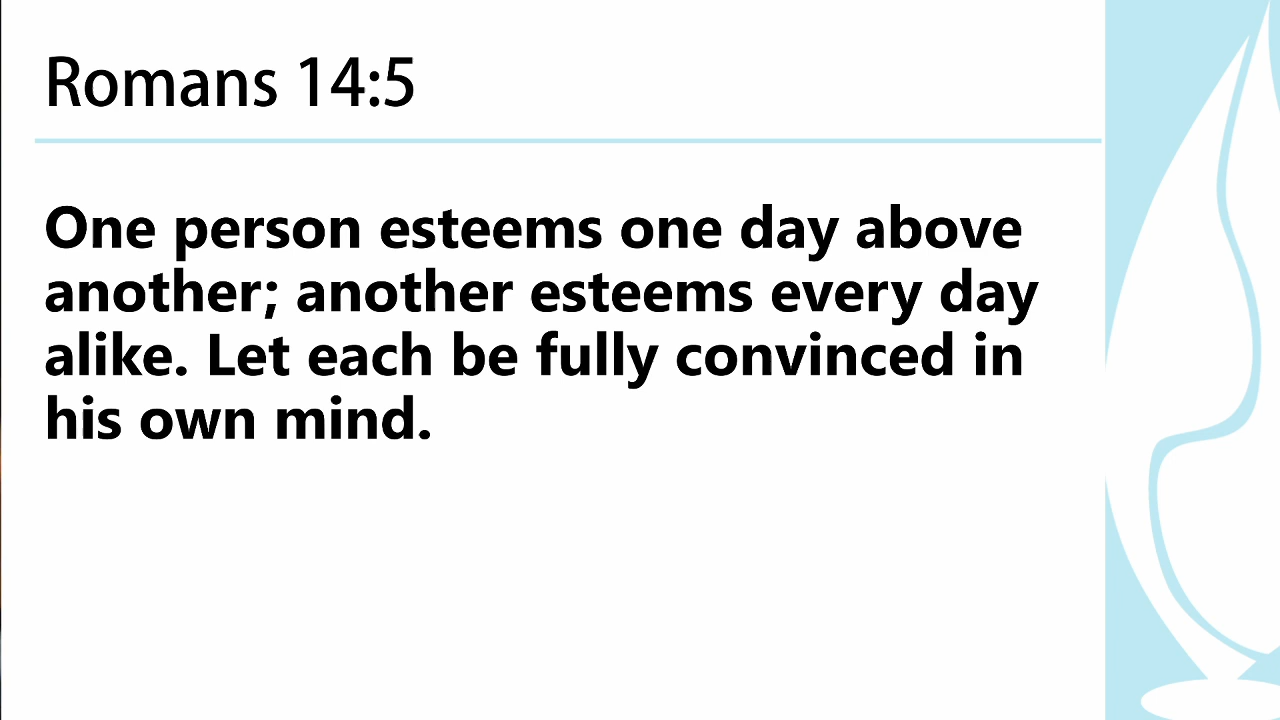 Romans 14:5
One person esteems one day above
another; another esteems every day
alike. Let each be fully convinced in
his own mind.